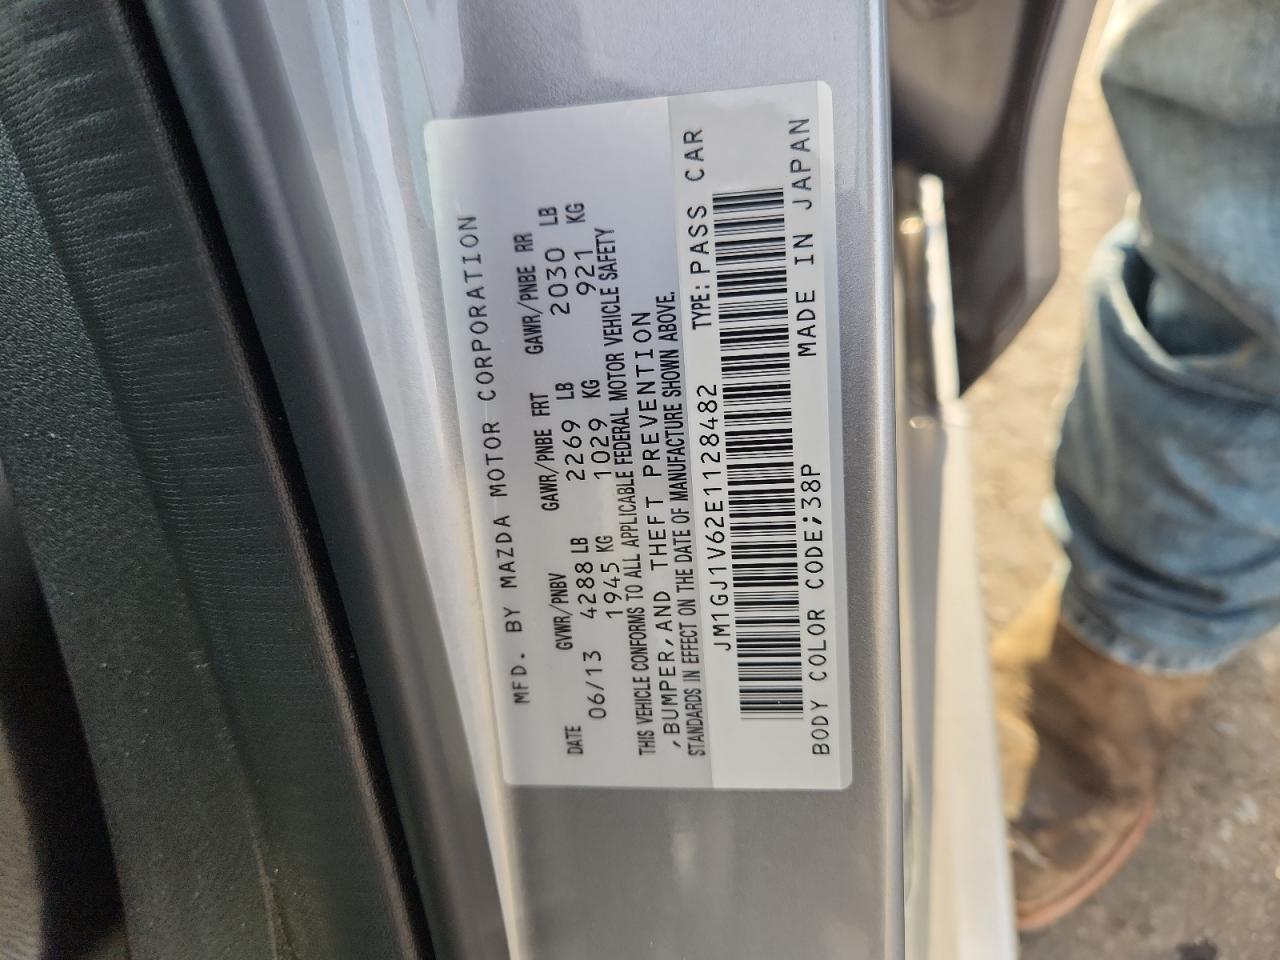 MFD. BY MAZDA MOTOR CORPORATION
DATE GVWR/PNBV GAWR/PNBE FRT GAWR/PNBE RR
06/13 4288 LB 2269 LB 2030 LB
1945 KG 1029 KG 921 KG
THIS VEHICLE CONFORMS TO ALL APPLICABLE FEDERAL MOTOR VEHICLE SAFETY
,BUMPER,AND THEFT PREVENTION
STANDARDS IN EFFECT ON THE DATE OF MANUFACTURE SHOWN ABOVE.
JM1GJ1V62E1128482 TYPE: PASS CAR
BODY COLOR CODE;38P MADE IN JAPAN